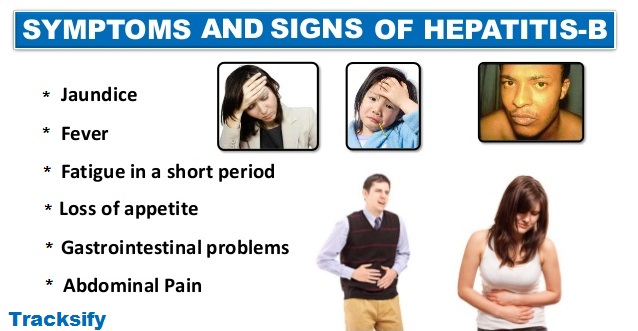 SYMPTOMS AND SIGNS OF HEPATITIS-B
* Jaundice
* Fever
* Fatigue in a short period
* Loss of appetite
* Gastrointestinal problems
* Abdominal Pain
Tracksify